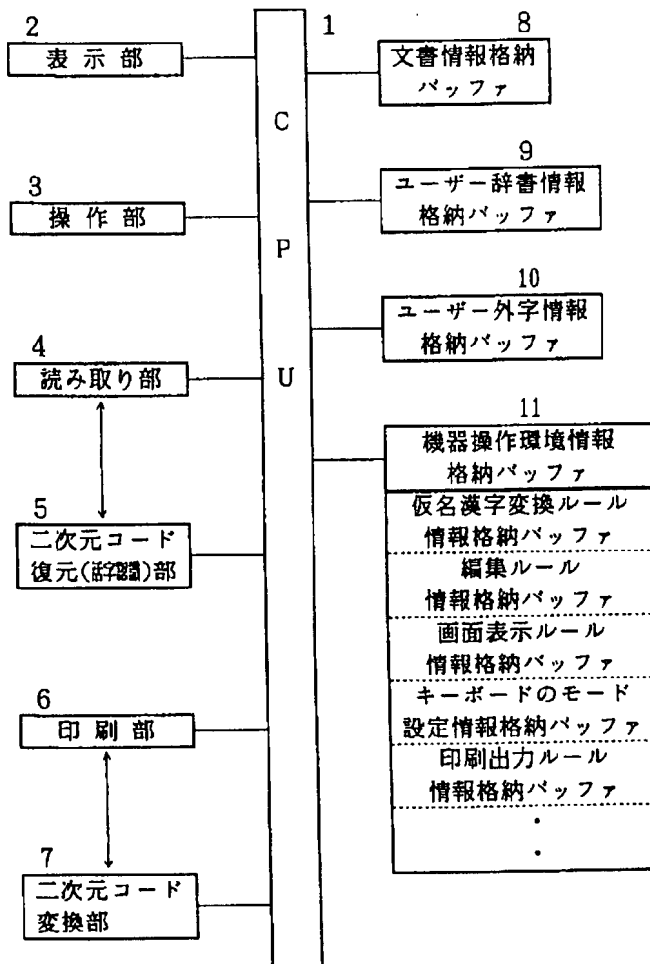 1
C
P
U
2
表示部
3
操作部
4
読み取り部
5
二次元コード
復元(活字認識)部
6
印刷部
7
二次元コード
変換部
8
文書情報格納
バッファ
9
ユーザー辞書情報
格納バッファ
10
ユーザー外字情報
格納バッファ
11
機器操作環境情報
格納バッファ
仮名漢字変換ルール
情報格納バッファ
編集ルール
情報格納バッファ
画面表示ルール
情報格納バッファ
キーボードのモード
設定情報格納バッファ
印刷出力ルール
情報格納バッファ
・
・